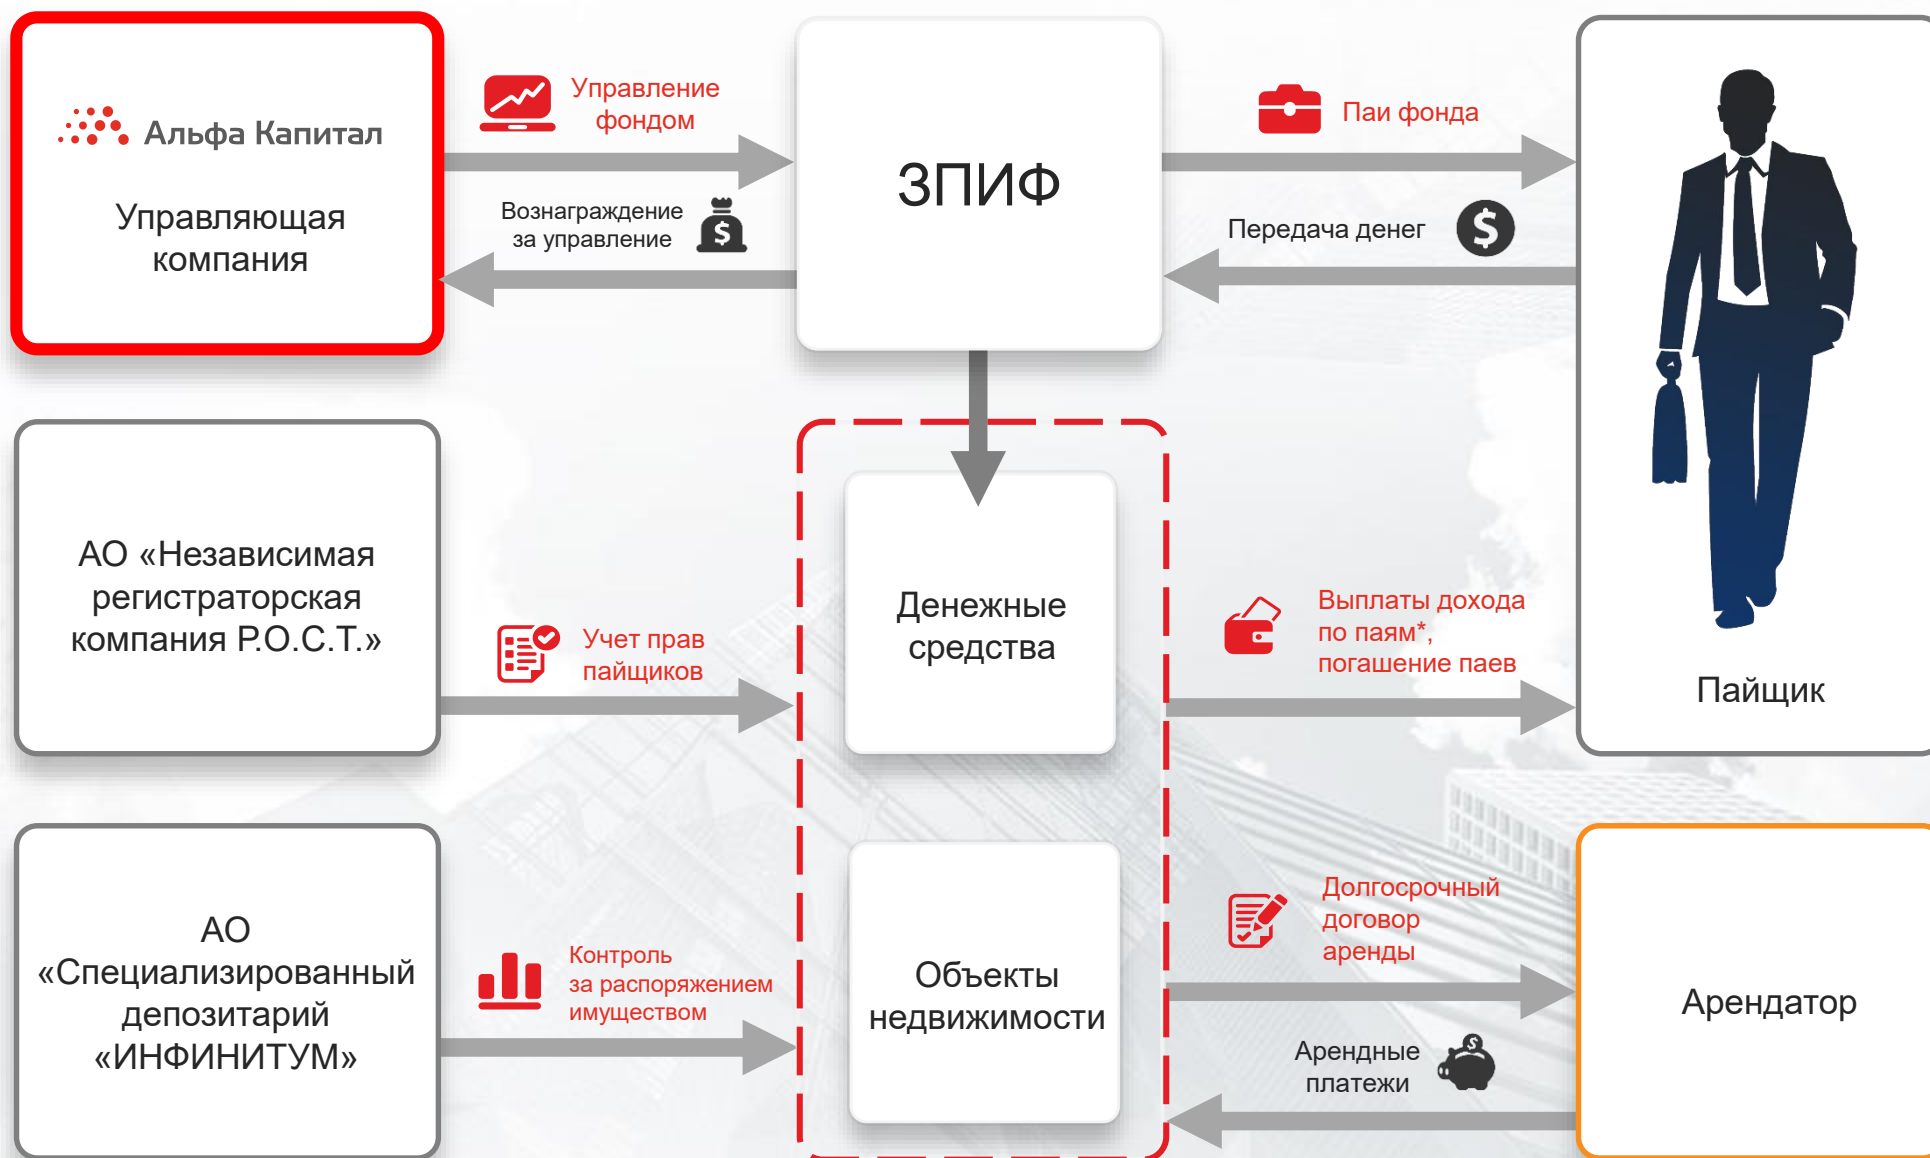 Альфа Капитал
Управляющая
компания
Управление
фондом
Вознаграждение
за управление
ЗПИФ
Паи фонда
Передача денег
Пайщик
АО «Независимая
регистраторская
компания Р.О.С.Т.»
Учет прав
пайщиков
Денежные
средства
Выплаты дохода
по паям*,
погашение паев
АО
«Специализированный
депозитарий
«ИНФИНИТУМ»
Контроль
за распоряжением
имуществом
Объекты
недвижимости
Долгосрочный
договор
аренды
Арендные
платежи
Арендатор